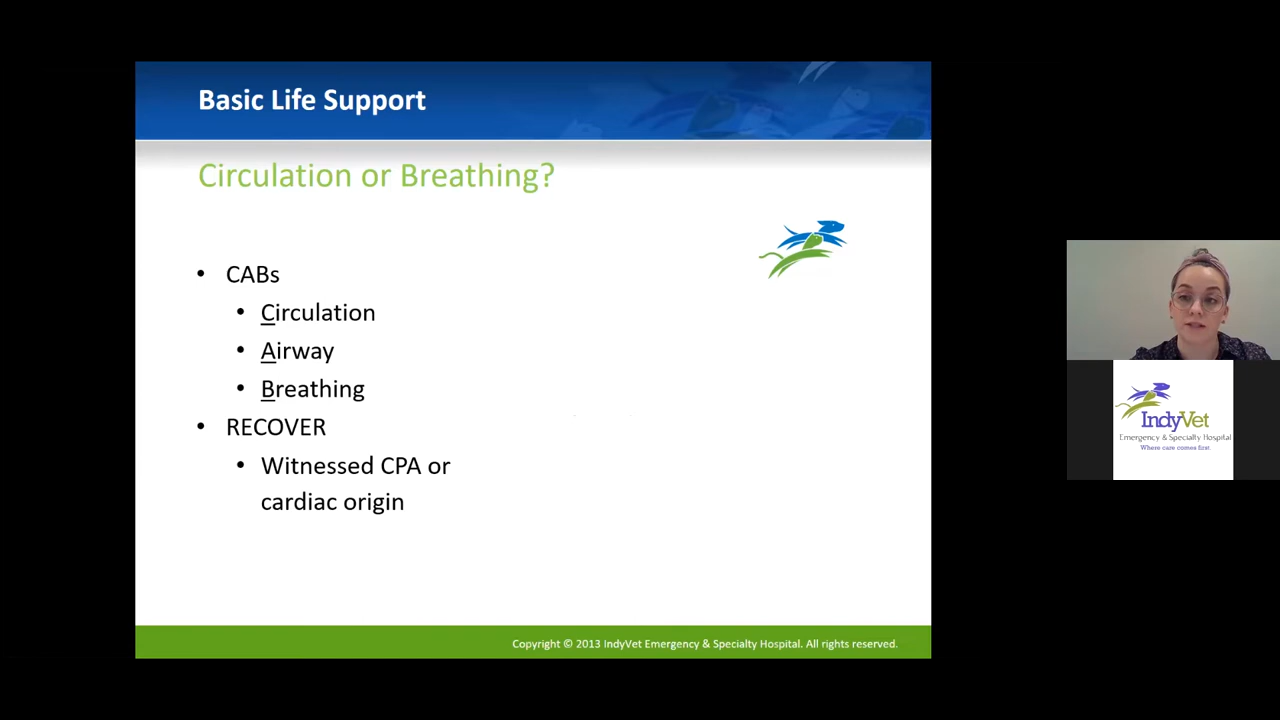 Basic Life Support
Circulation or Breathing?
• CABs
• Circulation
• Airway
• Breathing
• RECOVER
• Witnessed CPA or
cardiac origin
Copyright © 2013 IndyVet Emergency & Specialty Hospital. All rights reserved.
IndyVet
Emergency & Specialty Hospital
Where care comes first.